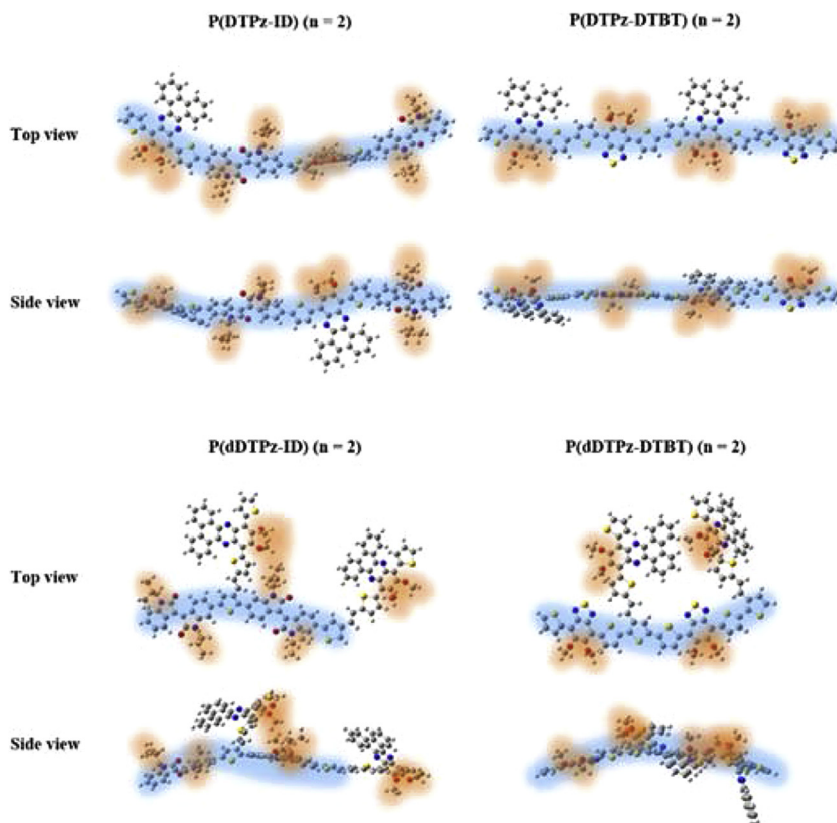 P(DTPz-ID) (n = 2)
P(DTPz-DTBT) (n = 2)
Top view
Side view
P(dDTPz-ID) (n = 2)
P(dDTPz-DTBT) (n = 2)
Top view
Side view